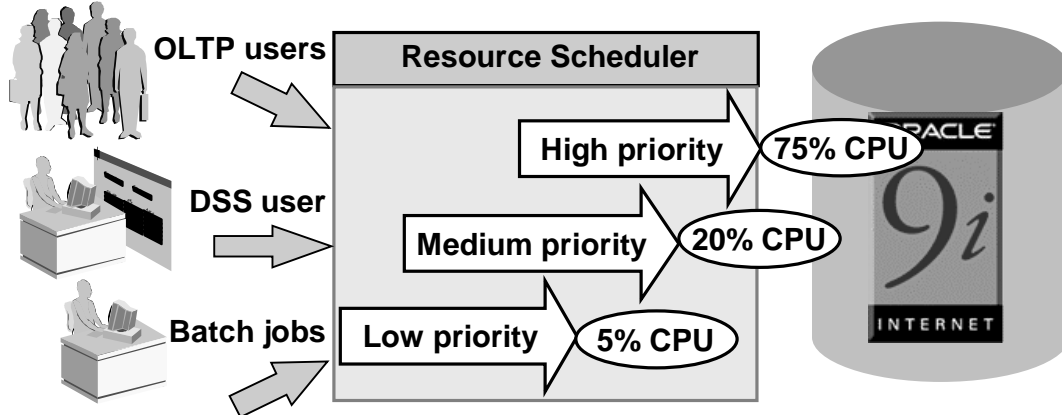 OLTP users
Resource Scheduler
High priority
75% CPU
ORACLE
DSS user
Medium priority
20% CPU
9i
Batch jobs
Low priority
5% CPU
INTERNET